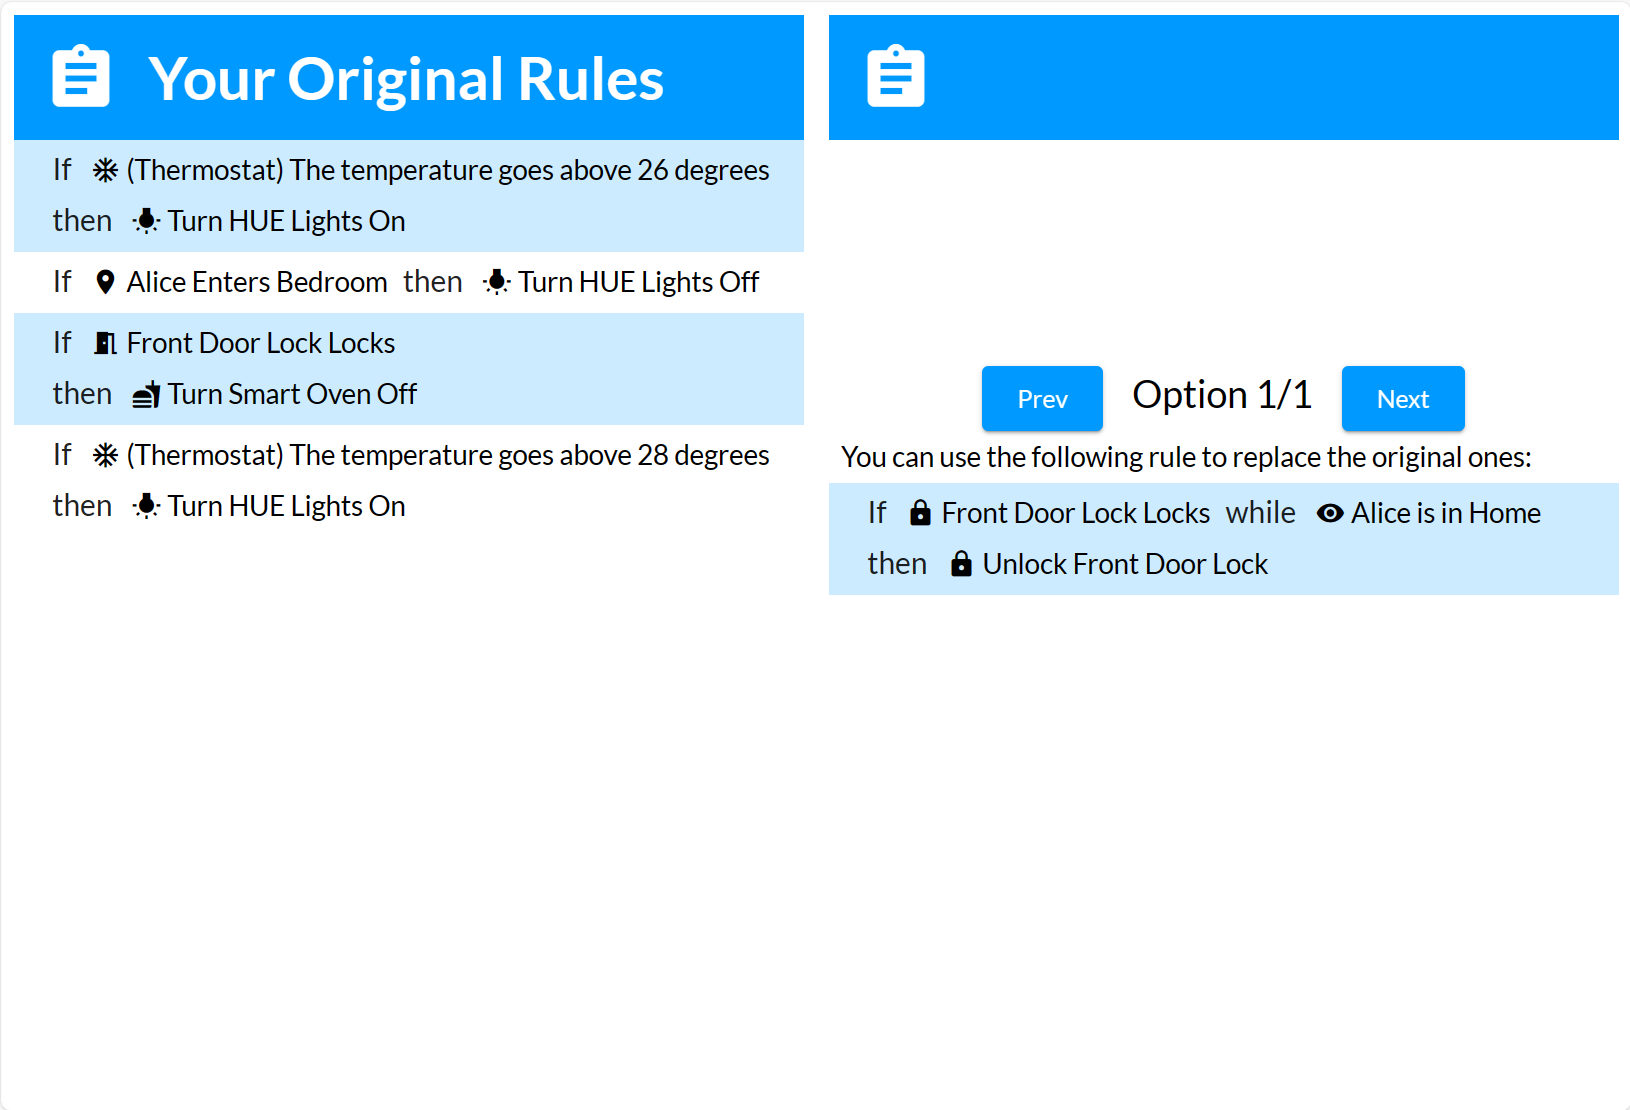 Your Original Rules
If (Thermostat) The temperature goes above 26 degrees
then Turn HUE Lights On
If Alice Enters Bedroom then Turn HUE Lights Off
If Front Door Lock Locks
then Turn Smart Oven Off
If (Thermostat) The temperature goes above 28 degrees
then Turn HUE Lights On
Prev Option 1/1 Next
You can use the following rule to replace the original ones:
If Front Door Lock Locks while Alice is in Home
then Unlock Front Door Lock